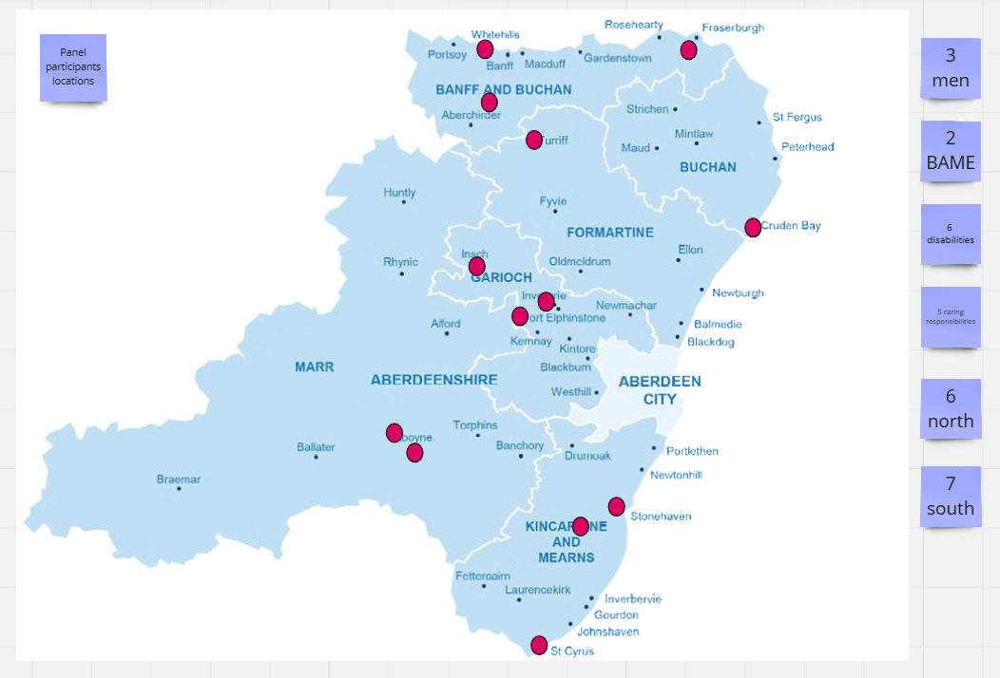 Panel
participants
locations
Rosehearty
Fraserburgh
Whitehills
Portsoy
Banff
Macduff
Gardenstown
BANFF AND BUCHAN
Aberchirder
Strichen
St Fergus
Mintlaw
Maud
Peterhead
BUCHAN
Huntly
Fyvie
FORMARTINE
Cruden Bay
Insch
Rhynic
GARIOCH
Oldmeldrum
Ellon
Newburgh
Newmachar
Alford
Balmedie
Blackdog
Kemnay
Kintore
Blackburn
MARR
ABERDEENSHIRE
ABERDEEN
CITY
Westhill
Torphins
Ballater
Banchory
Drumoak
Portlethen
Newtonhill
Braemar
Stonehaven
AND
MEARNS
Fettercairn
Laurencekirk
Inverbervie
Gourdon
Johnshaven
St Cyrus
3
men
2
BAME
6
disabilities
5 caring
responsibilities
6
north
7
south